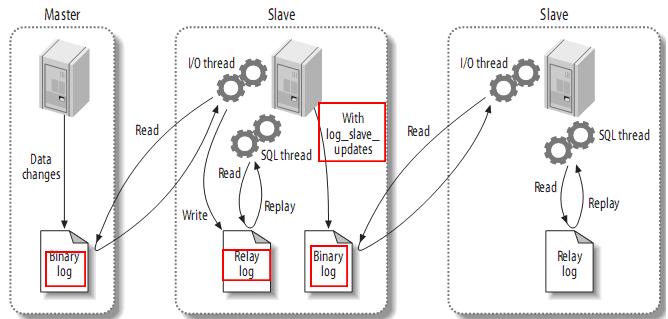 Master
Slave
Slave
I/O thread
I/O thread
With
log_slave_
updates
Read
Read
SQL thread
SQL thread
Data
changes
Read
Read
Write
Replay
Replay
Binary
log
Relay
log
Binary
log
Relay
log